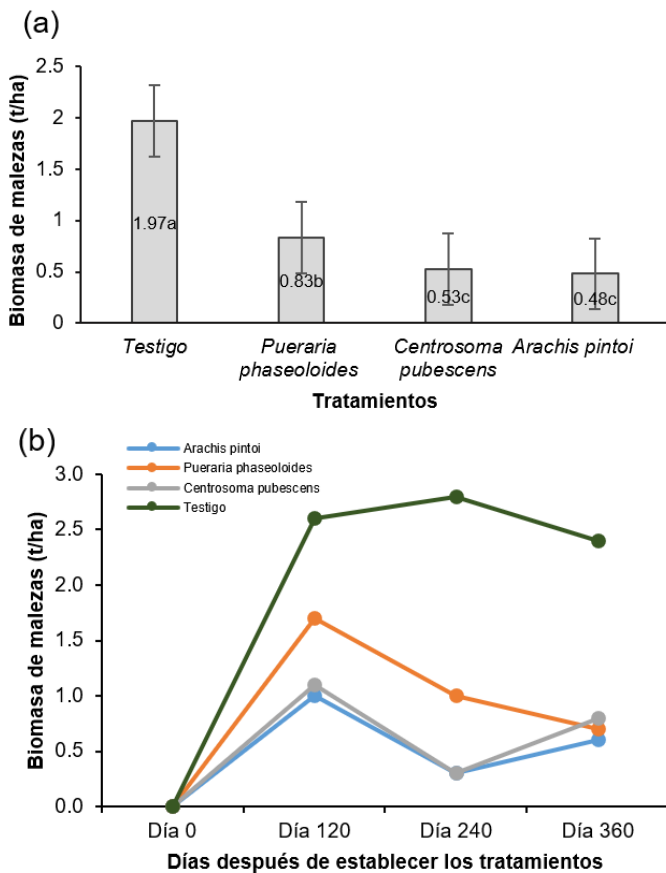 (a)
Biomasa de malezas (t/ha)
2.5
2
1.5
1
0.5
0
1.97a
0.83b
0.53c
0.48c
Testigo
Pueraria phaseoloides
Centrosoma pubescens
Arachis pintoi
Tratamientos
(b)
Arachis pintoi
Pueraria phaseoloides
Centrosoma pubescens
Testigo
Biomasa de malezas (t/ha)
3.0
2.5
2.0
1.5
1.0
0.5
0.0
Día 0
Día 120
Día 240
Día 360
Días después de establecer los tratamientos